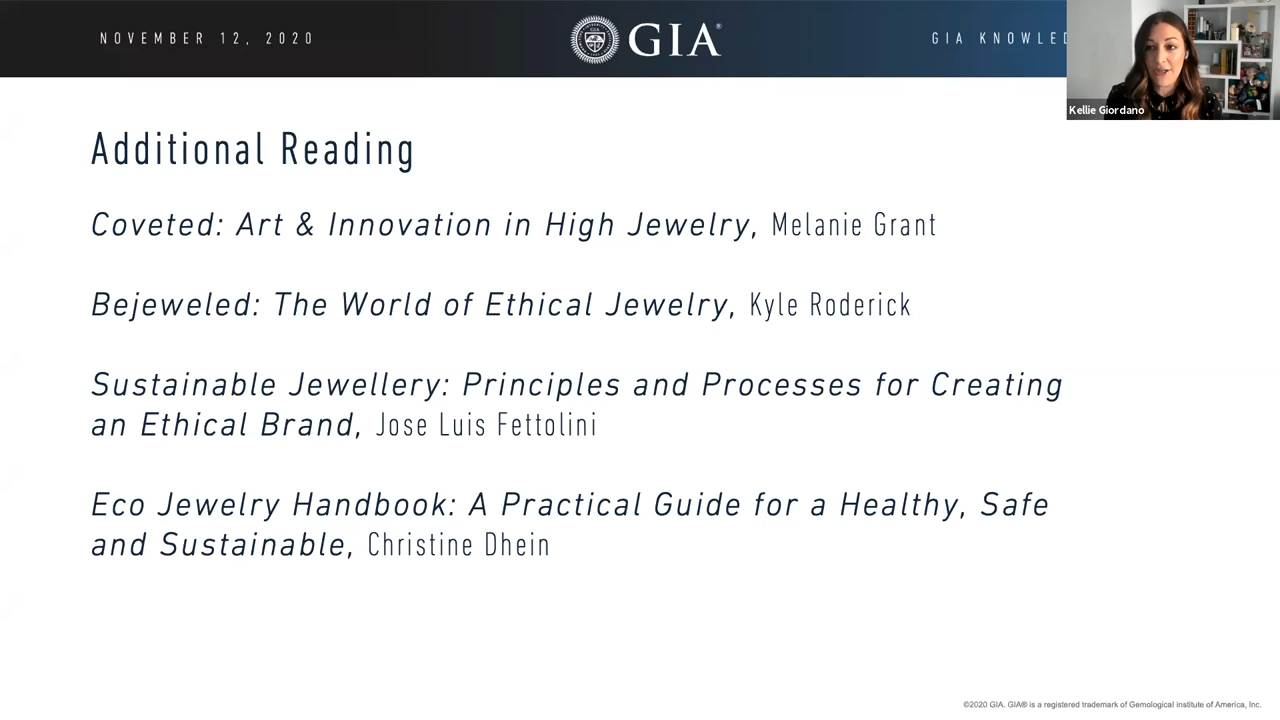 NOVEMBER 12, 2020
GIA®
GIA KNOWLED
Kellie Giordano
Additional Reading
Coveted: Art & Innovation in High Jewelry, Melanie Grant
Bejeweled: The World of Ethical Jewelry, Kyle Roderick
Sustainable Jewellery: Principles and Processes for Creating
an Ethical Brand, Jose Luis Fettolini
Eco Jewelry Handbook: A Practical Guide for a Healthy, Safe
and Sustainable, Christine Dhein
©2020 GIA. GIA® is a registered trademark of Gemological institute of America, Inc.